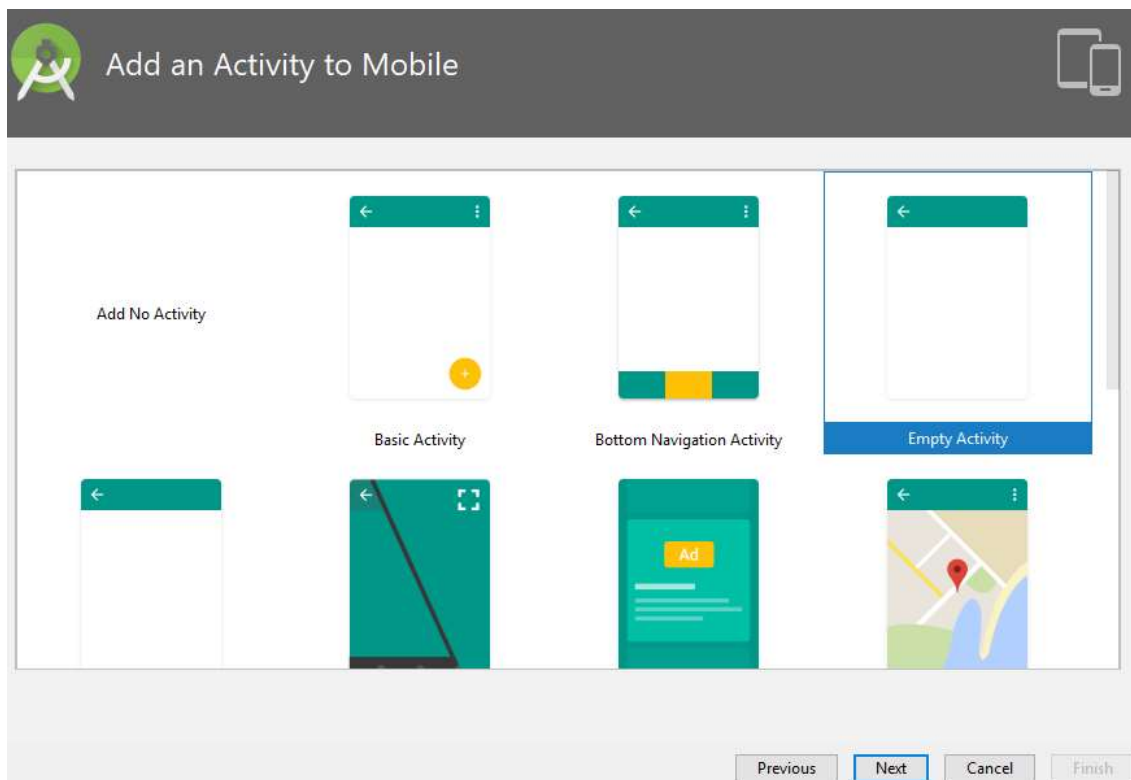 Add an Activity to Mobile
Add No Activity
Basic Activity
Bottom Navigation Activity
Empty Activity
Ad
Previous
Next
Cancel
Finish